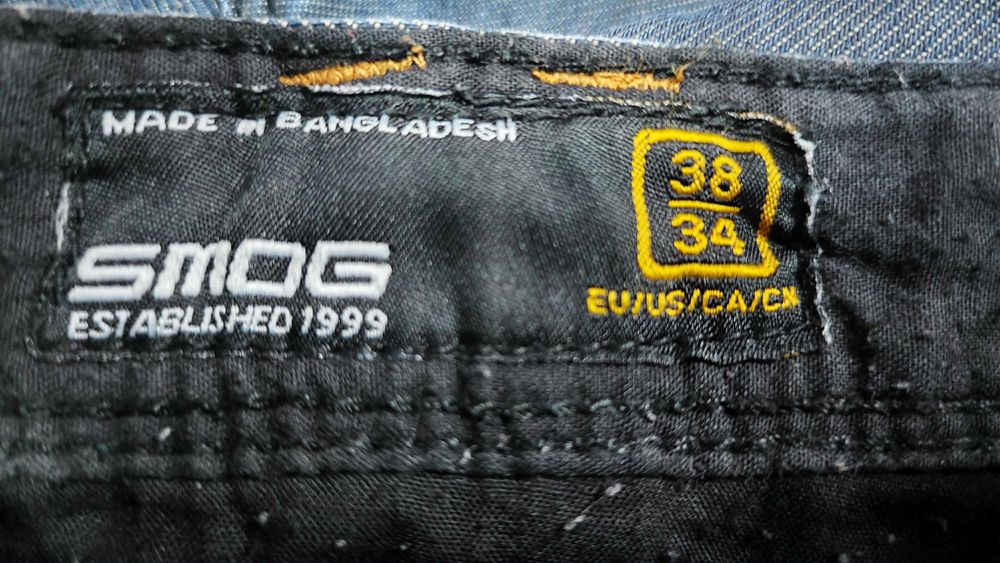 MADE IN BANGLADESH
38
34
SMOG
EU/US/CA/CN
ESTABLISHED 1999